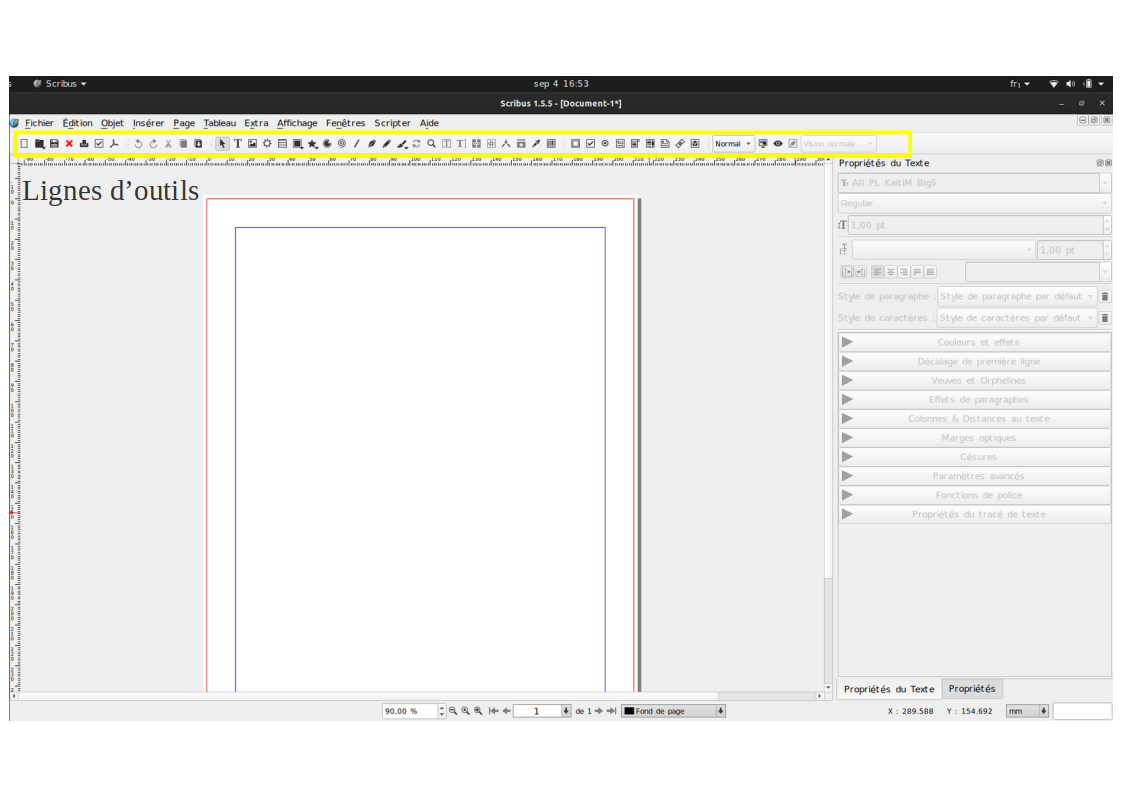 Scribus
sep 4 16:53
fr₁
Scribus 1.5.5 - [Document-1*]
Fichier Édition Objet Insérer Page Tableau Extra Affichage Fenêtres Scripter Aide
Normal
Vision normale
Propriétés du Texte
Lignes d’outils
AR PL KaitiM Big5
Regular
1,00 pt
1,00 pt
Style de paragraphe : Style de paragraphe par défaut
Style de caractères : Style de caractères par défaut
Couleurs et effets
Décalage de première ligne
Veuves et Orphelines
Effets de paragraphes
Colonnes & Distances au texte
Marges optiques
Césures
Paramètres avancés
Fonctions de police
Propriétés du tracé de texte
Propriétés du Texte Propriétés
90,00 % 1 de 1 Fond de page X : 289.588 Y : 154.692 mm